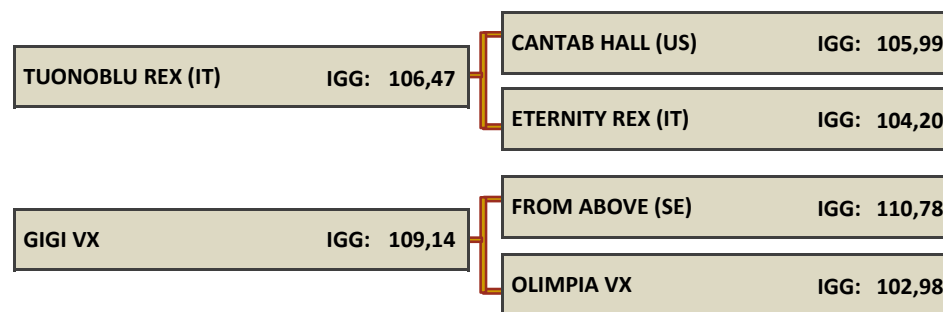 CANTAB HALL (US) IGG: 105,99
TUONOBLU REX (IT) IGG: 106,47
ETERNITY REX (IT) IGG: 104,20
FROM ABOVE (SE) IGG: 110,78
GIGI VX IGG: 109,14
OLIMPIA VX IGG: 102,98